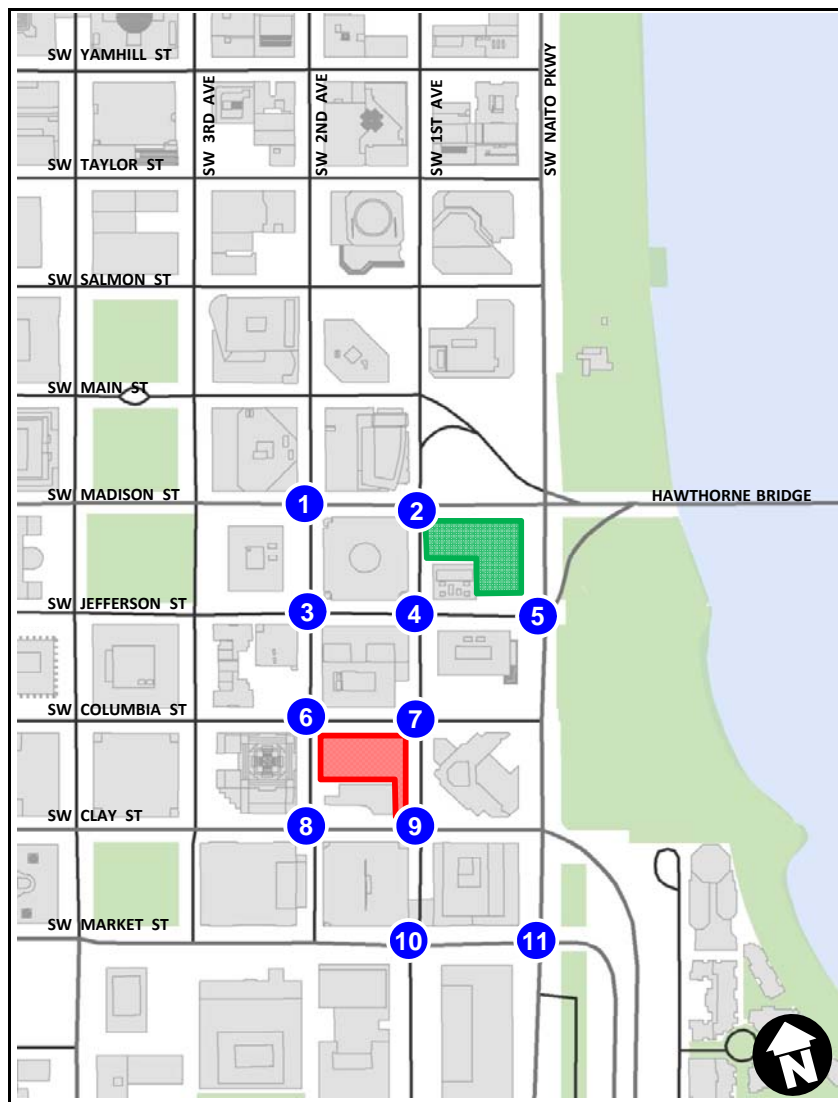 SW YAMHILL ST
SW 3RD AVE
SW 2ND AVE
SW 1ST AVE
SW NAITO PKWY
SW TAYLOR ST
SW SALMON ST
SW MAIN ST
SW MADISON ST
HAWTHORNE BRIDGE
1
2
SW JEFFERSON ST
3
4
5
SW COLUMBIA ST
6
7
SW CLAY ST
8
9
SW MARKET ST
10
11
N